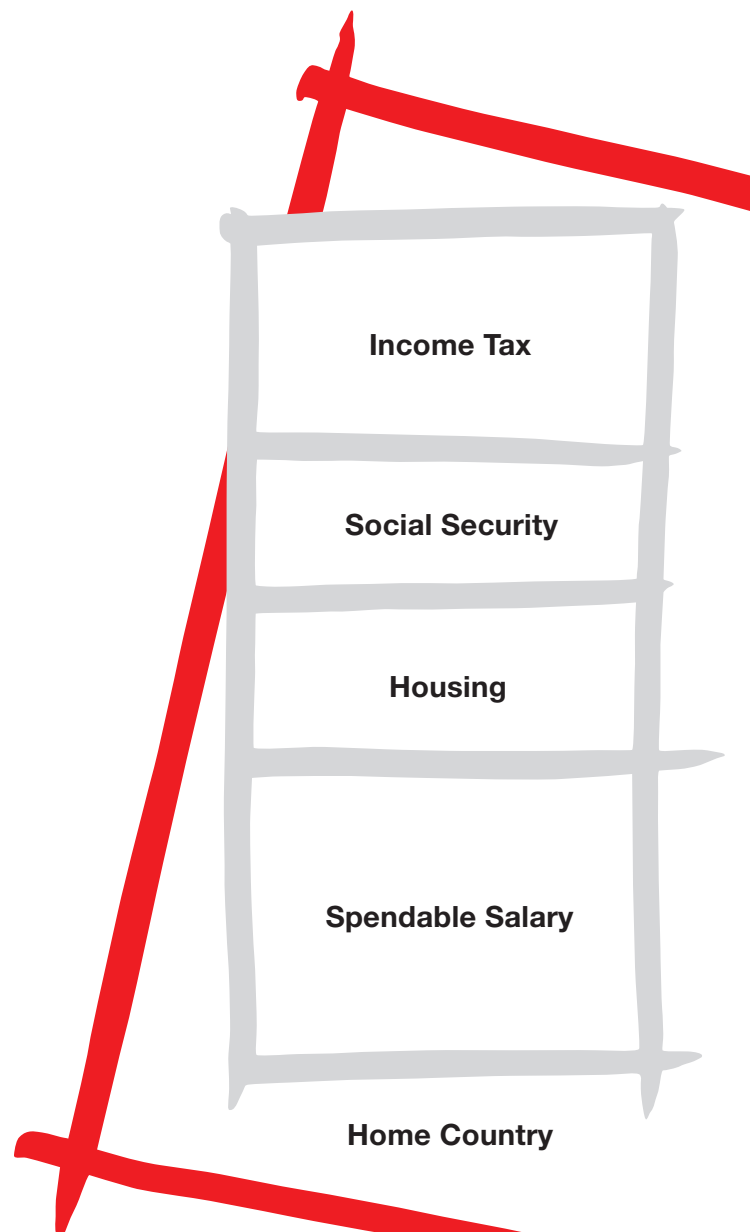 Income Tax
Social Security
Housing
Spendable Salary
Home Country